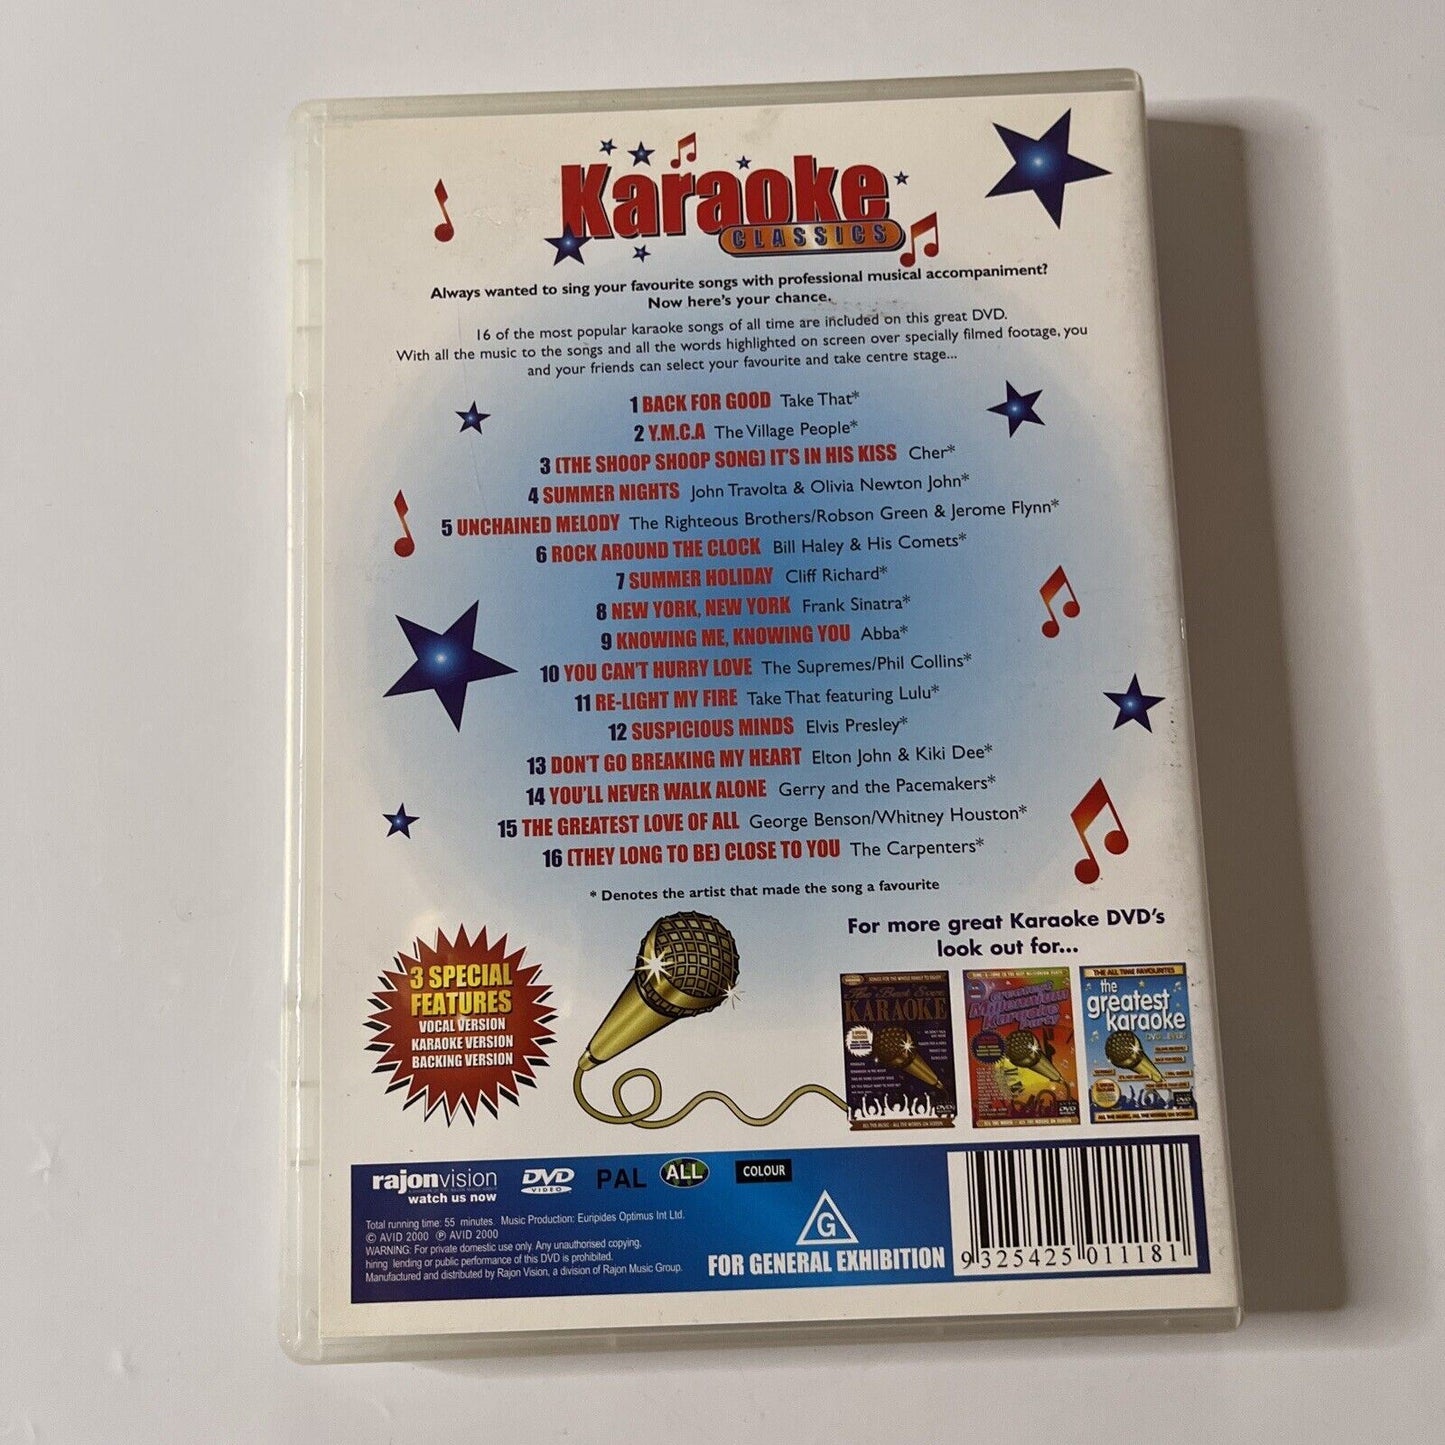 Karaoke
CLASSICS
Always wanted to sing your favourite songs with professional musical accompaniment?
Now here's your chance.
16 of the most popular karaoke songs of all time are included on this great DVD.
With all the music to the songs and all the words highlighted on screen over specially filmed footage, you
and your friends can select your favourite and take centre stage...
1 BACK FOR GOOD Take That*
2 Y.M.C.A The Village People*
3 (THE SHOOP SHOOP SONG) IT'S IN HIS KISS Cher*
4 SUMMER NIGHTS John Travolta & Olivia Newton John*
5 UNCHAINED MELODY The Righteous Brothers/Robson Green & Jerome Flynn*
6 ROCK AROUND THE CLOCK Bill Haley & His Comets*
7 SUMMER HOLIDAY Cliff Richard*
8 NEW YORK, NEW YORK Frank Sinatra*
9 KNOWING ME, KNOWING YOU Abba*
10 YOU CAN'T HURRY LOVE The Supremes/Phil Collins*
11 RE-LIGHT MY FIRE Take That featuring Lulu*
12 SUSPICIOUS MINDS Elvis Presley*
13 DON'T GO BREAKING MY HEART Elton John & Kiki Dee*
14 YOU'LL NEVER WALK ALONE Gerry and the Pacemakers*
15 THE GREATEST LOVE OF ALL George Benson/Whitney Houston*
16 (THEY LONG TO BE) CLOSE TO YOU The Carpenters*
* Denotes the artist that made the song a favourite
3 SPECIAL
FEATURES
VOCAL VERSION
KARAOKE VERSION
BACKING VERSION
For more great Karaoke DVD's
look out for...
The Best Ever
KARAOKE
Greatest
Millennium
Karaoke
Party
THE ALL TIME FAVOURITES
the
greatest
karaoke
DVD...EVER!
rajonvision
watch us now
DVD
VIDEO
PAL
ALL
COLOUR
Total running time: 55 minutes Music Production: Euripides Optimus Int Ltd.
© AVID 2000 ℗ AVID 2000
WARNING: For private domestic use only. Any unauthorised copying,
hiring lending or public performance of this DVD is prohibited.
Manufactured and distributed by Rajon Vision, a division of Rajon Music Group.
G
FOR GENERAL EXHIBITION
9 325425 011181